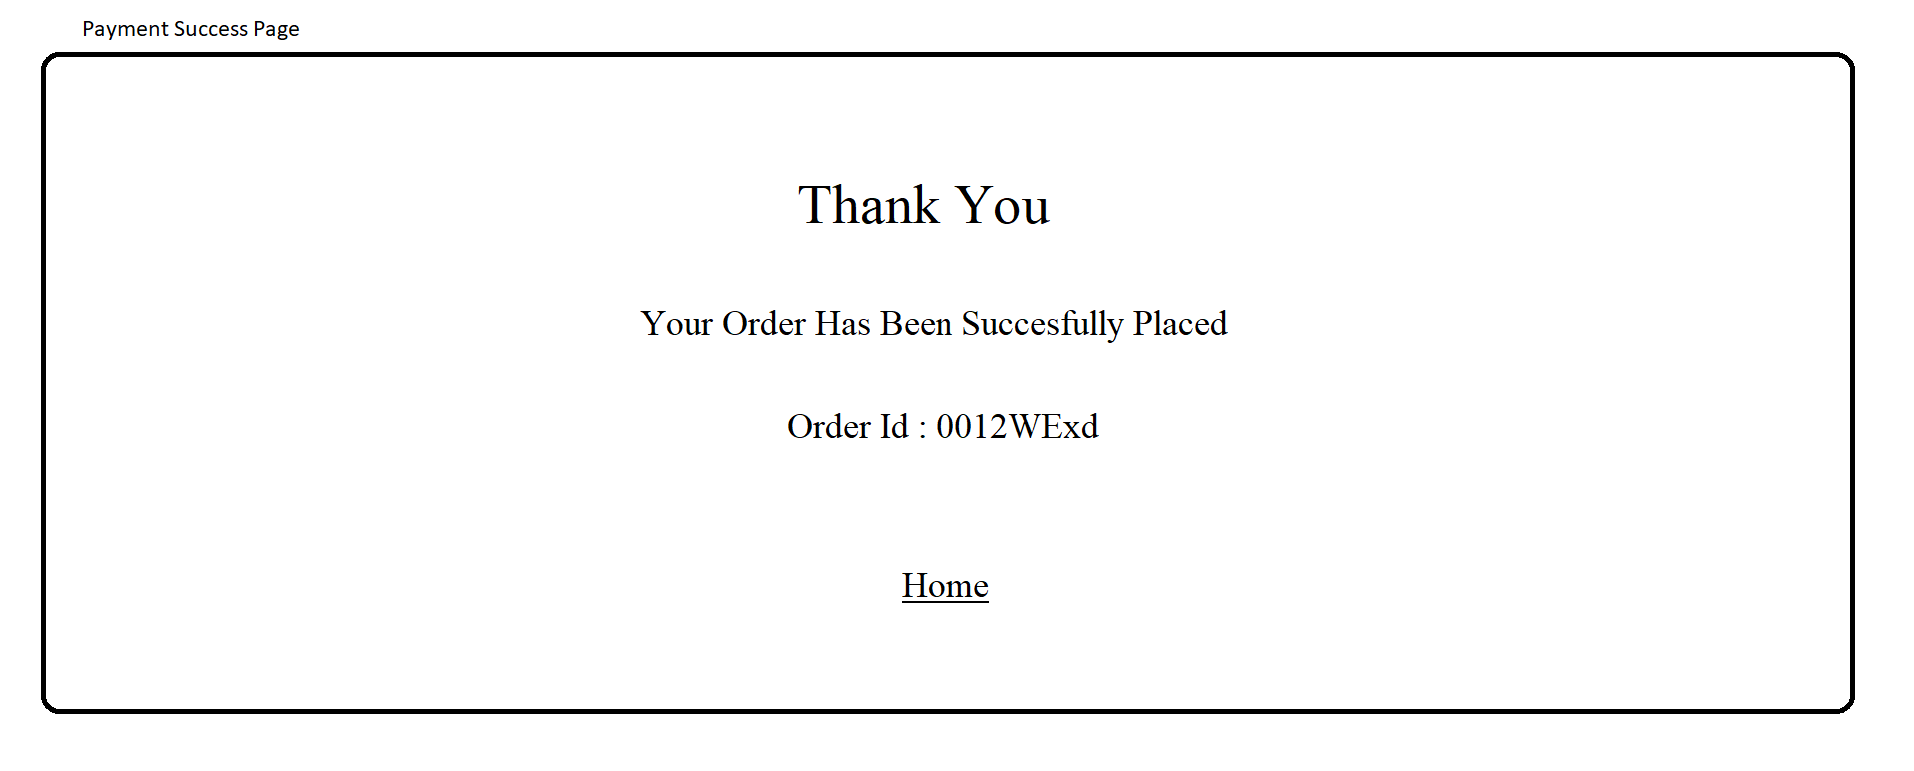 Payment Success Page
Thank You
Your Order Has Been Succesfully Placed
Order Id : 0012WExd
Home